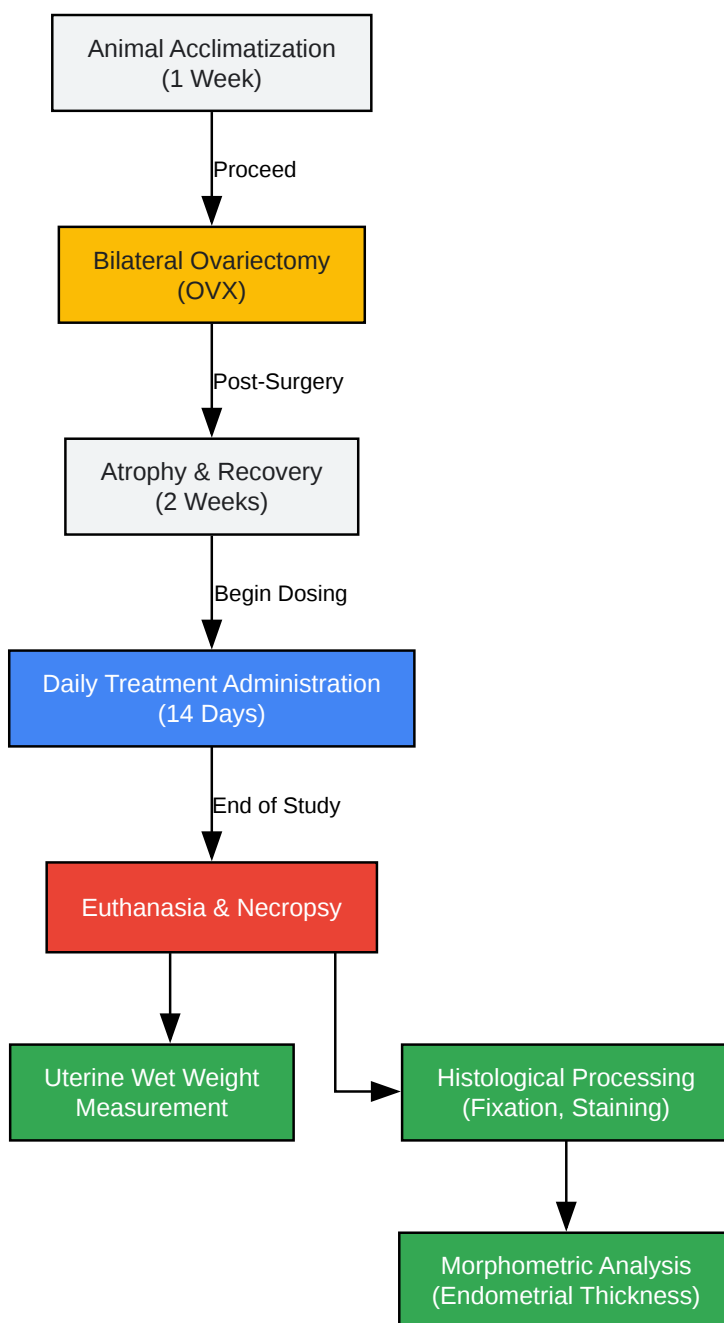 Animal Acclimatization
(1 Week)
Proceed
Bilateral Ovariectomy
(OVX)
Post-Surgery
Atrophy & Recovery
(2 Weeks)
Begin Dosing
Daily Treatment Administration
(14 Days)
End of Study
Euthanasia & Necropsy
Uterine Wet Weight
Measurement
Histological Processing
(Fixation, Staining)
Morphometric Analysis
(Endometrial Thickness)